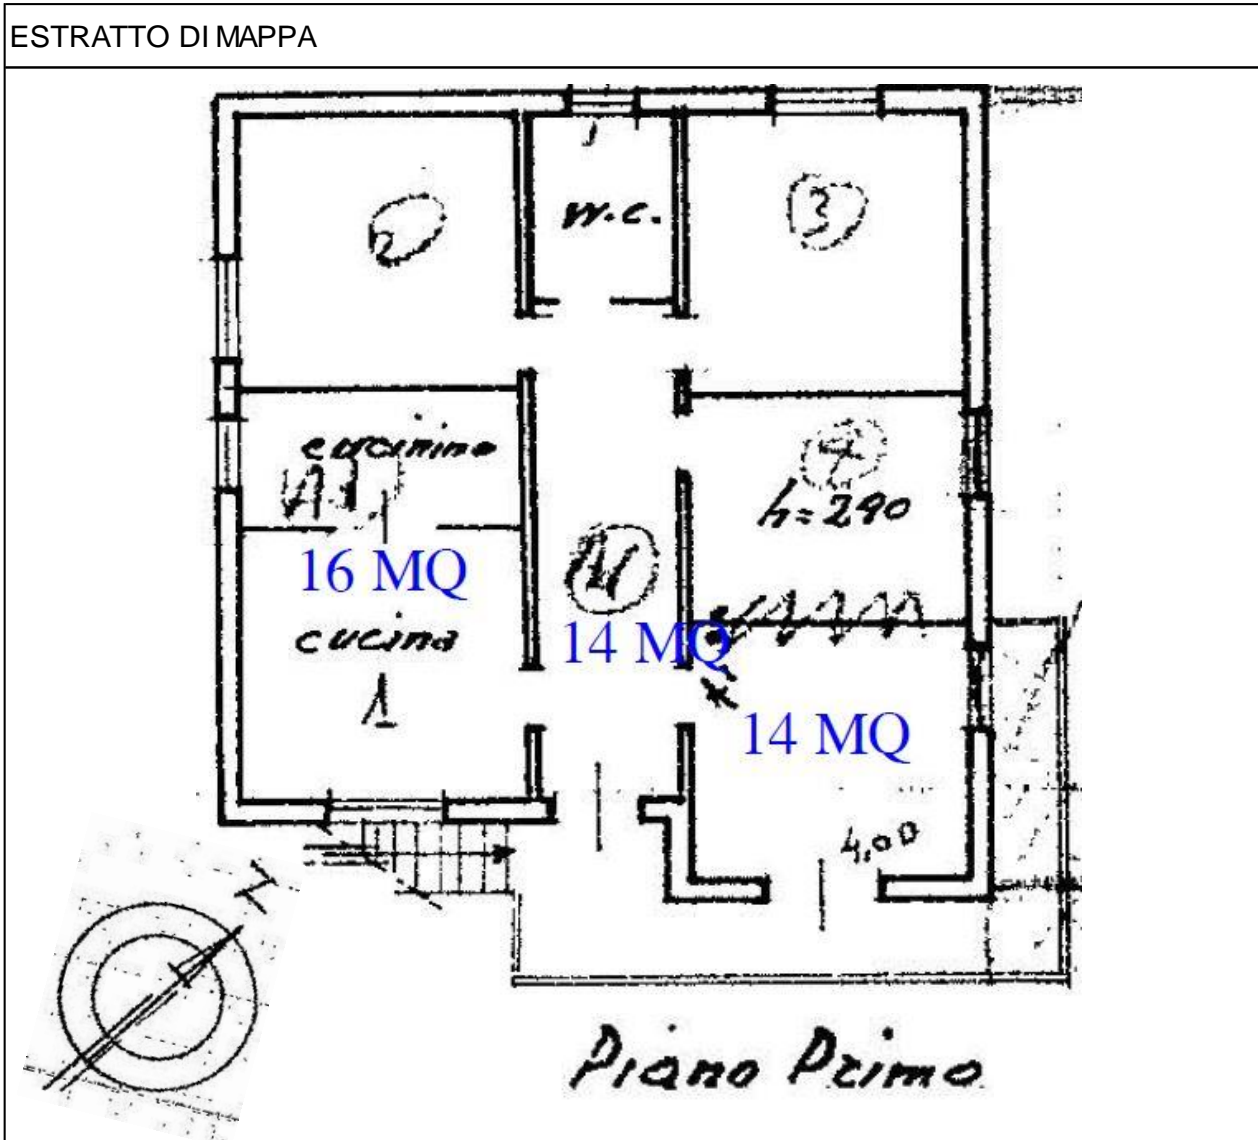 ESTRATTO DI MAPPA
2
w.c.
3
cucinino
h=290
16 MQ
cucina
14 MQ
1
14 MQ
4,00
N
Piano Primo